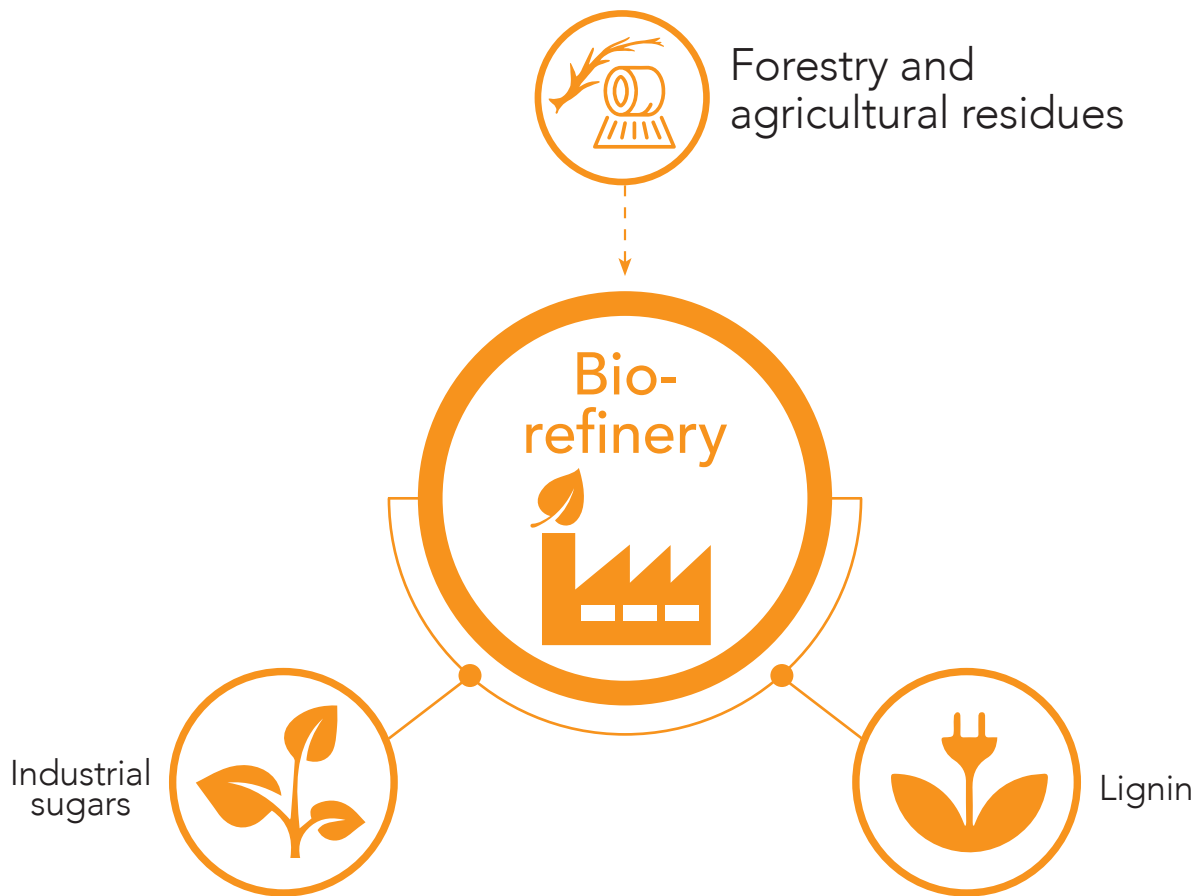 Forestry and
agricultural residues
Bio-
refinery
Industrial
sugars
Lignin